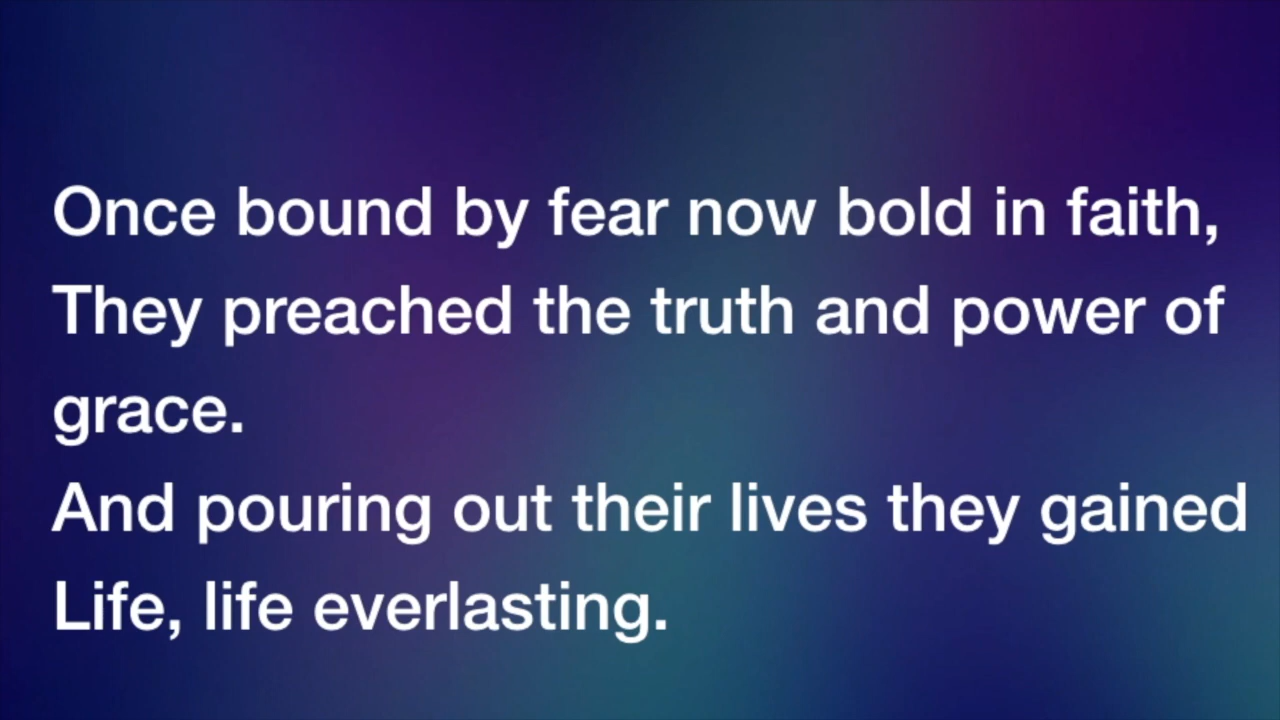 Once bound by fear now bold in faith,
They preached the truth and power of
grace.
And pouring out their lives they gained
Life, life everlasting.